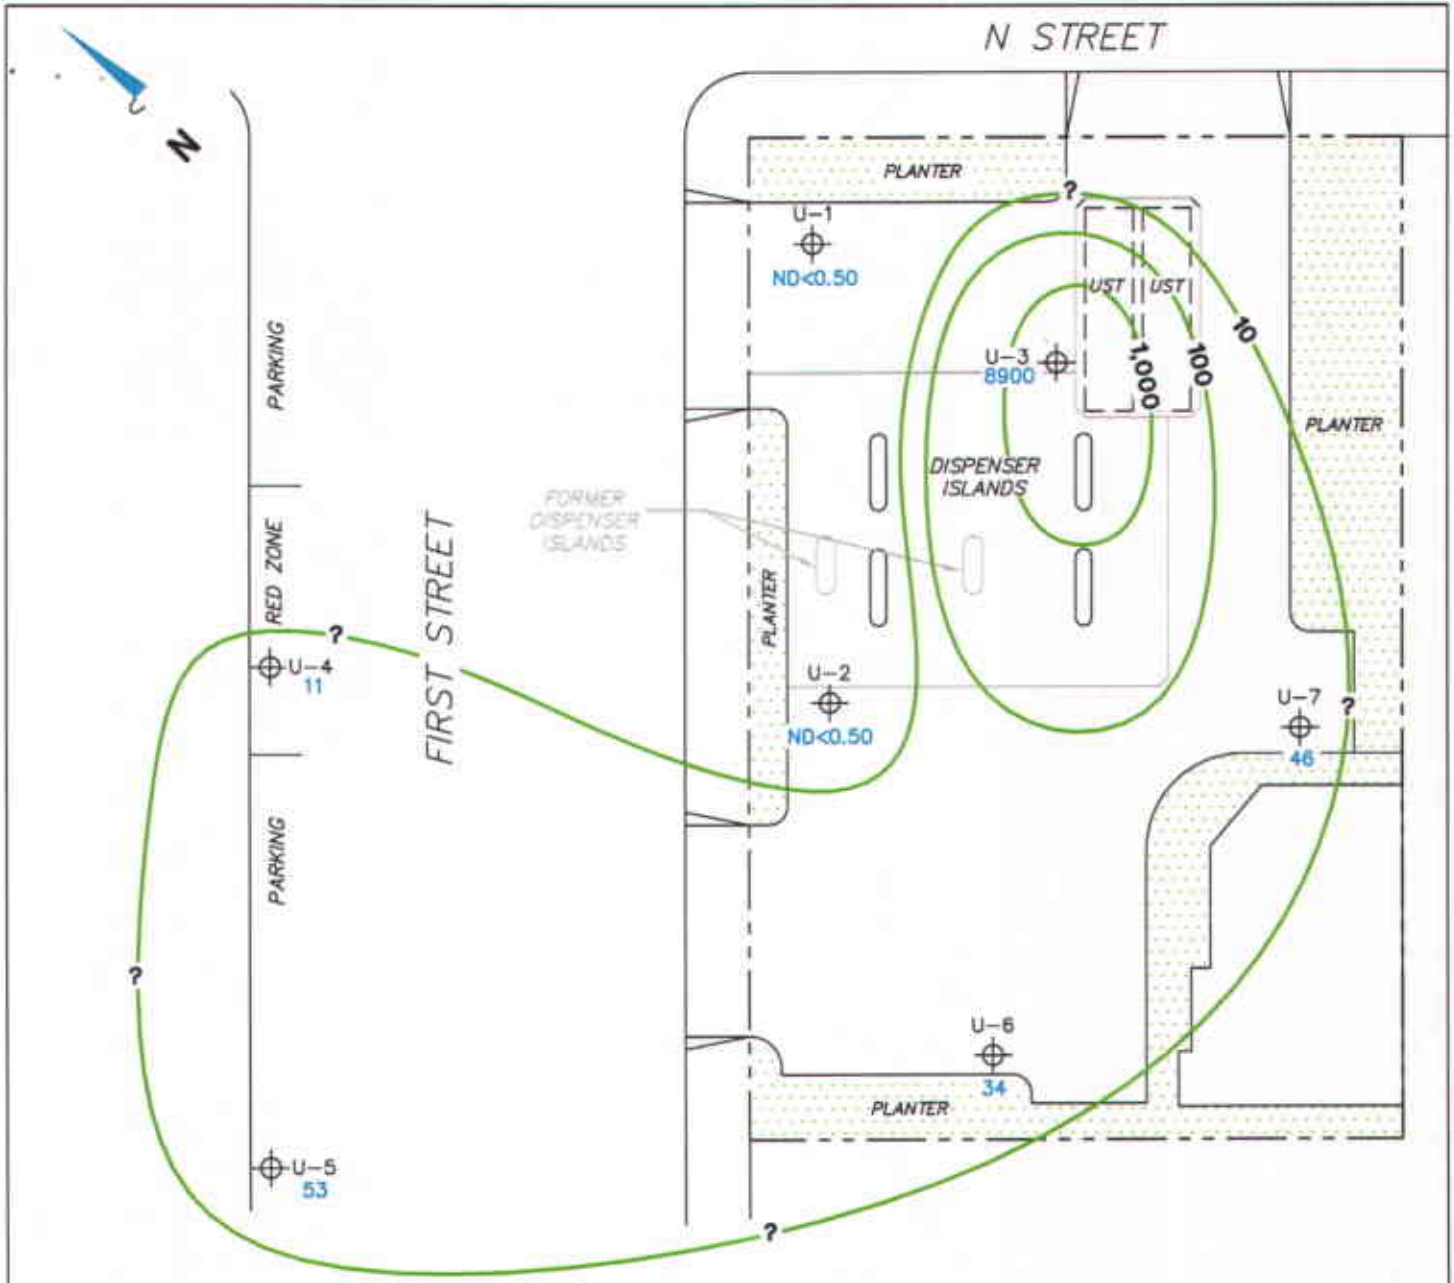 N STREET
N
PLANTER
?
U-1
ND<0.50
UST
UST
10
U-3
8900
1,000
100
PARKING
PLANTER
DISPENSER
ISLANDS
FORMER
DISPENSER
ISLANDS
RED ZONE
FIRST STREET
PLANTER
?
U-4
11
U-2
ND<0.50
U-7
?
46
PARKING
?
U-6
34
PLANTER
U-5
53
?